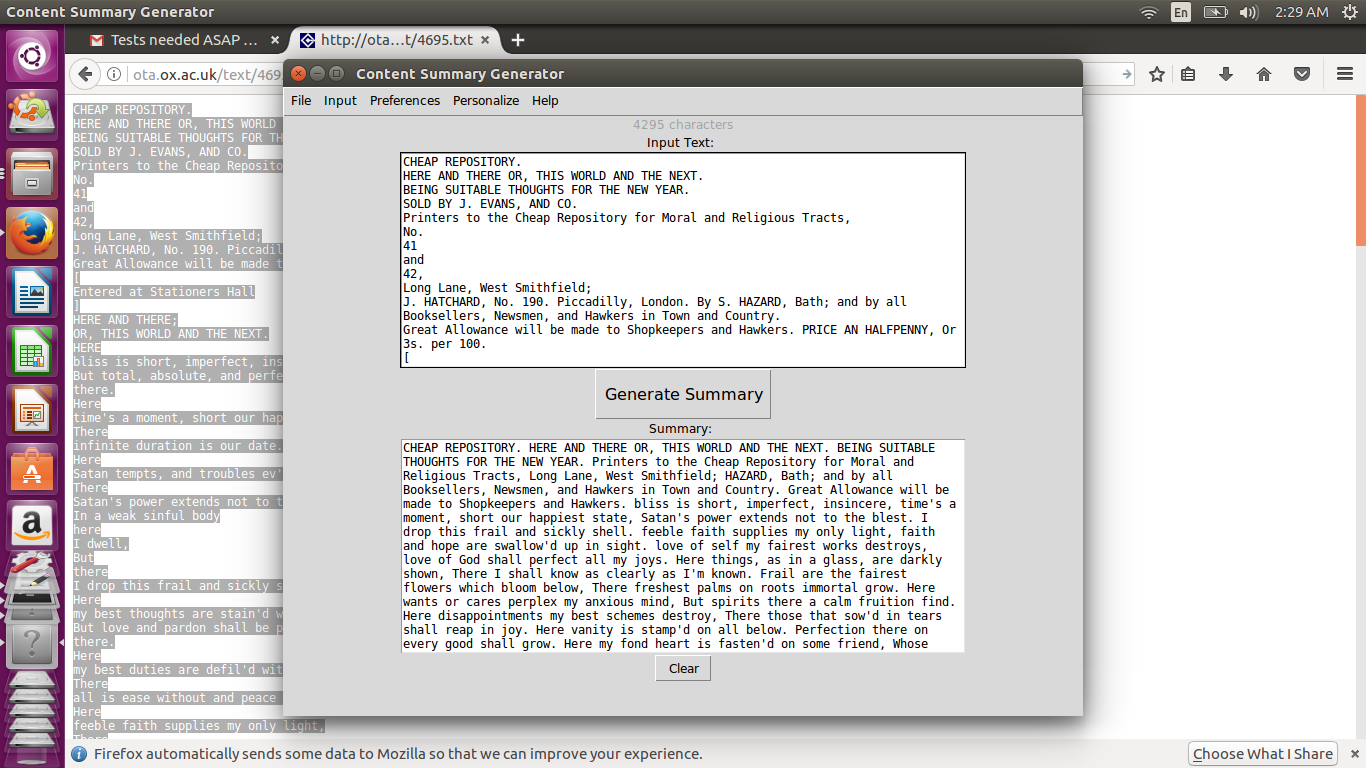 Content Summary Generator
En
2:29 AM
Tests needed ASAP ...
http://ota...t/4695.txt
ota.ox.ac.uk/text/469
Content Summary Generator
File Input Preferences Personalize Help
4295 characters
Input Text:
CHEAP REPOSITORY.
HERE AND THERE OR, THIS WORLD AND THE NEXT.
BEING SUITABLE THOUGHTS FOR THE NEW YEAR.
SOLD BY J. EVANS, AND CO.
Printers to the Cheap Repository for Moral and Religious Tracts,
No.
41
and
42,
Long Lane, West Smithfield;
J. HATCHARD, No. 190. Piccadilly, London. By S. HAZARD, Bath; and by all
Booksellers, Newsmen, and Hawkers in Town and Country.
Great Allowance will be made to Shopkeepers and Hawkers. PRICE AN HALFPENNY, Or
3s. per 100.
[
Generate Summary
Summary:
CHEAP REPOSITORY. HERE AND THERE OR, THIS WORLD AND THE NEXT. BEING SUITABLE
THOUGHTS FOR THE NEW YEAR. Printers to the Cheap Repository for Moral and
Religious Tracts, Long Lane, West Smithfield; HAZARD, Bath; and by all
Booksellers, Newsmen, and Hawkers in Town and Country. Great Allowance will be
made to Shopkeepers and Hawkers. bliss is short, imperfect, insincere, time's a
moment, short our happiest state, Satan's power extends not to the blest. I
drop this frail and sickly shell. feeble faith supplies my only light, faith
and hope are swallow'd up in sight. love of self my fairest works destroys,
love of God shall perfect all my joys. Here things, as in a glass, are darkly
shown, There I shall know as clearly as I'm known. Frail are the fairest
flowers which bloom below, There freshest palms on roots immortal grow. Here
wants or cares perplex my anxious mind, But spirits there a calm fruition find.
Here disappointments my best schemes destroy, There those that sow'd in tears
shall reap in joy. Here vanity is stamp'd on all below. Perfection there on
every good shall grow. Here my fond heart is fasten'd on some friend, Whose
Clear
CHEAP REPOSITORY.
HERE AND THERE OR, THIS WORLD
BEING SUITABLE THOUGHTS FOR TH
SOLD BY J. EVANS, AND CO.
Printers to the Cheap Reposito
No.
41
and
42,
Long Lane, West Smithfield;
J. HATCHARD, No. 190. Piccadil
Great Allowance will be made t
[
Entered at Stationers Hall
]
HERE AND THERE;
OR, THIS WORLD AND THE NEXT.
HERE
bliss is short, imperfect, ins
But total, absolute, and perfe
there.
Here
time's a moment, short our hap
There
infinite duration is our date.
Here
Satan tempts, and troubles ev'
There
Satan's power extends not to t
In a weak sinful body
here
I dwell,
But
there
I drop this frail and sickly s
Here
my best thoughts are stain'd w
But love and pardon shall be p
there.
Here
my best duties are defil'd wit
There
all is ease without and peace
Here
feeble faith supplies my only light,
There
Firefox automatically sends some data to Mozilla so that we can improve your experience.
Choose What I Share